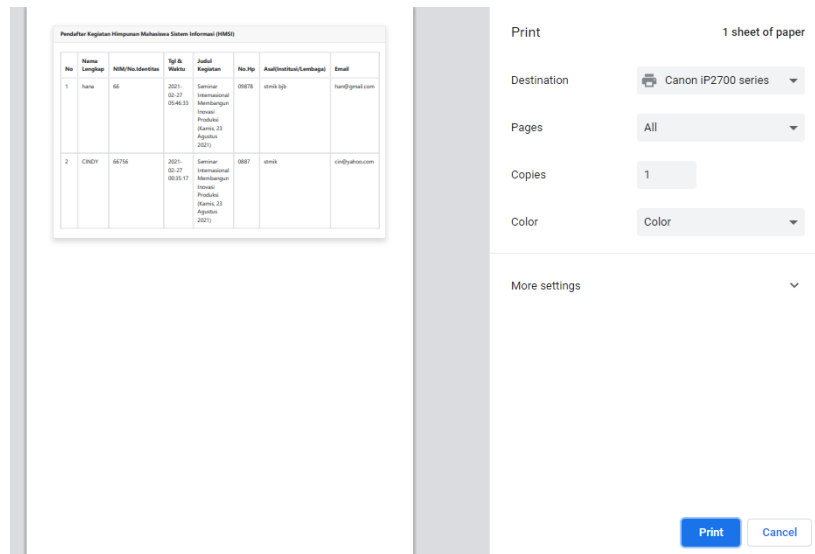 Pendaftar Kegiatan Himpunan Mahasiswa Sistem Informasi (HMSI)
No Nama Lengkap NIM/No.Identitas Tgl & Waktu Judul Kegiatan No.Hp Asal(Institusi/Lembaga) Email
1 hana 66 2021-02-27 05:46:33 Seminar Internasional Membangun Inovasi Produksi (Kamis, 23 Agustus 2021) 09878 stmik bjb han@gmail.com
2 CINDY 66756 2021-02-27 00:35:17 Seminar Internasional Membangun Inovasi Produksi (Kamis, 23 Agustus 2021) 0887 stmik cin@yahoo.com
Print 1 sheet of paper
Destination Canon iP2700 series
Pages All
Copies 1
Color Color
More settings
Print Cancel